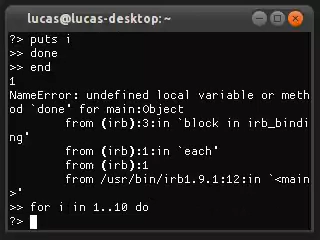 lucas@lucas-desktop: ~
?> puts i
>> done
>> end
1
NameError: undefined local variable or meth
od `done' for main:Object
from (irb):3:in `block in irb_bindi
ng'
from (irb):1:in `each'
from (irb):1
from /usr/bin/irb1.9.1:12:in `<main
>'
>> for i in 1..10 do
?>